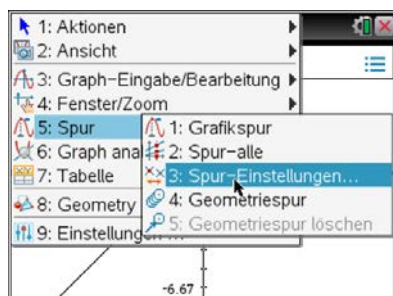 1: Aktionen
2: Ansicht
3: Graph-Eingabe/Bearbeitung
4: Fenster/Zoom
5: Spur
1: Grafikspur
6: Graph ana
2: Spur-alle
7: Tabelle
3: Spur-Einstellungen...
8: Geometry
4: Geometriespur
9: Einstellung
5: Geometriespur löschen
-6.67